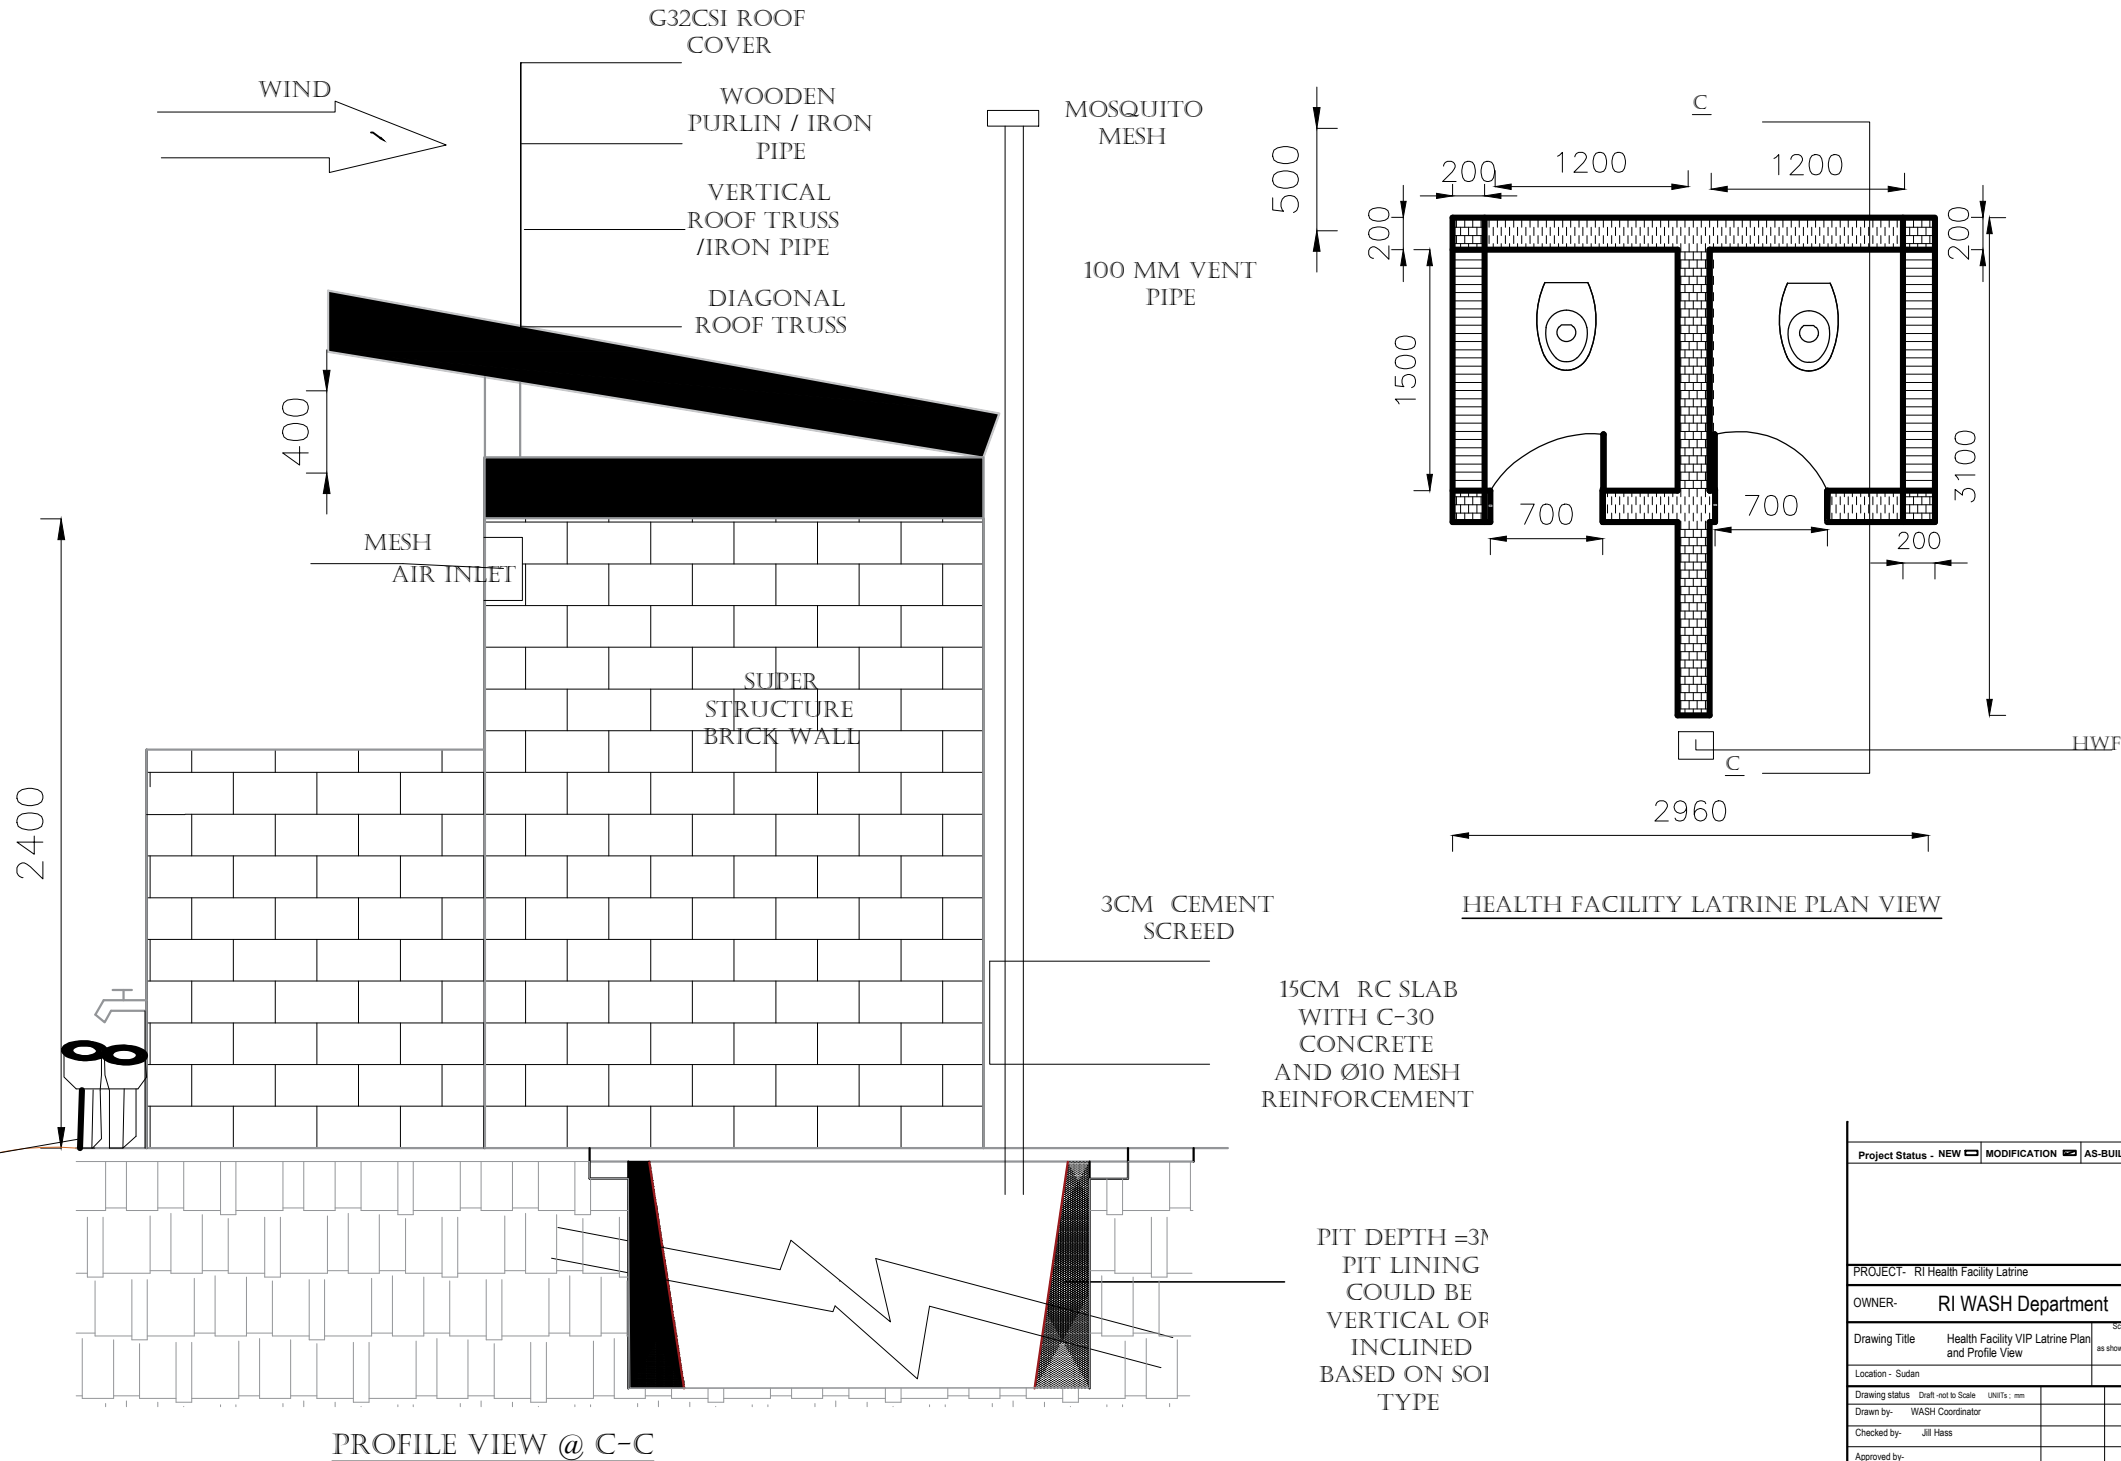 G32CSI ROOF
COVER
WIND
WOODEN
PURLIN / IRON
PIPE
MOSQUITO
MESH
VERTICAL
ROOF TRUSS
/IRON PIPE
100 MM VENT
PIPE
DIAGONAL
ROOF TRUSS
400
MESH
AIR INLET
SUPER
STRUCTURE
BRICK WALL
2400
500
C
200
1200
1200
200
200
1500
3100
700
700
200
HWF
C
2960
HEALTH FACILITY LATRINE PLAN VIEW
3CM CEMENT
SCREED
15CM RC SLAB
WITH C-30
CONCRETE
AND Ø10 MESH
REINFORCEMENT
PIT DEPTH =3
PIT LINING
COULD BE
VERTICAL OR
INCLINED
BASED ON SOI
TYPE
PROFILE VIEW @ C-C
Project Status - NEW MODIFICATION AS-BUIL
PROJECT- RI Health Facility Latrine
OWNER- RI WASH Department
Drawing Title Health Facility VIP Latrine Plan
and Profile View
Sc
as show
Location - Sudan
Drawing status Draft -not to Scale UNITs ; mm
Drawn by- WASH Coordinator
Checked by- Jill Hass
Approved by-